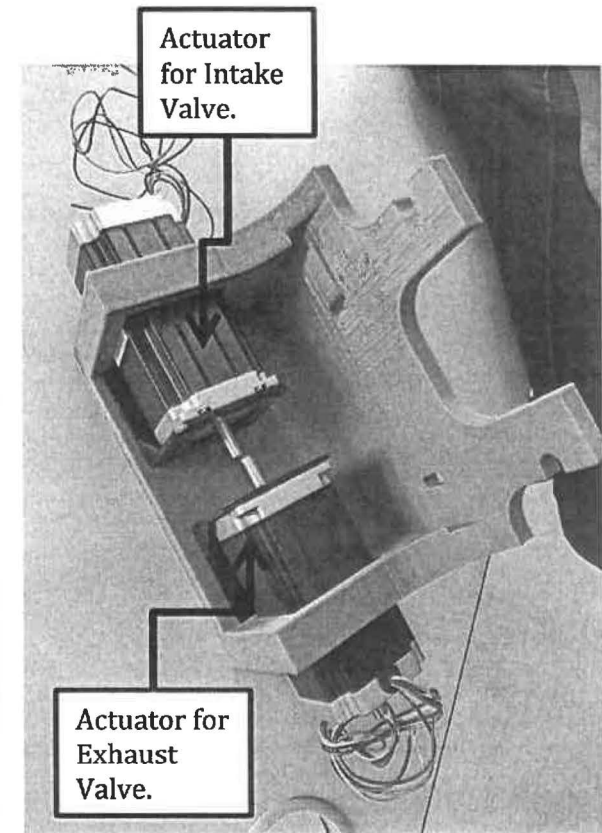 Actuator
for Intake
Valve.
Actuator for
Exhaust
Valve.